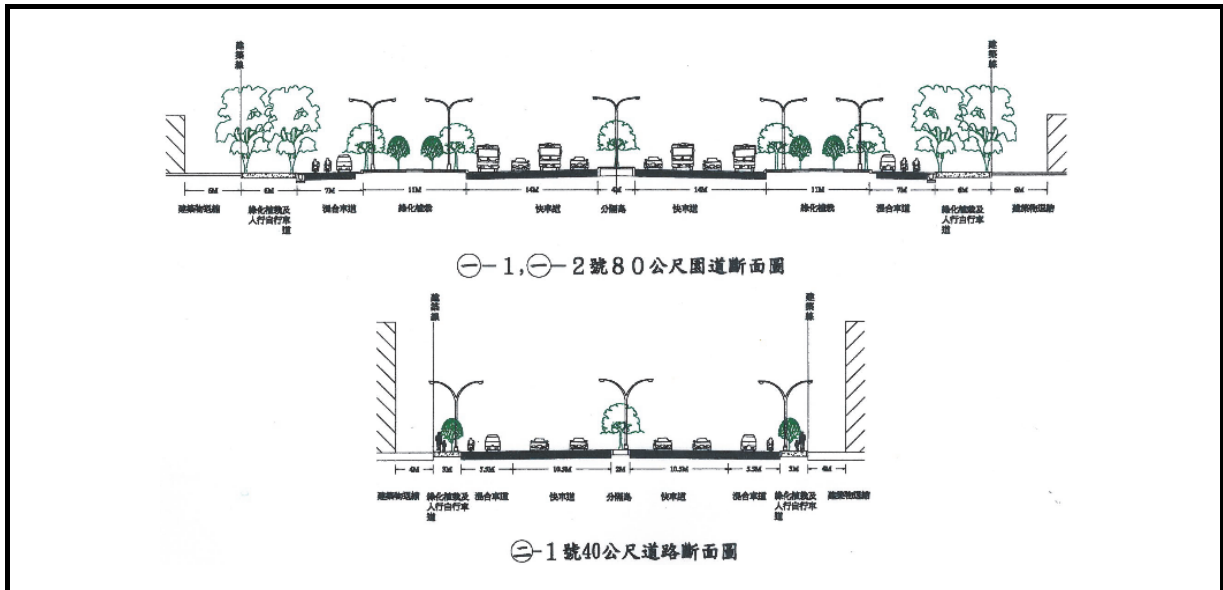 建築線
建築線
6M 6M 7M 11M 14M 4M 14M 11M 7M 6M 6M
建築物退縮 綠化植栽及 混合車道 綠化植栽 快車道 分隔島 快車道 綠化植栽 混合車道 綠化植栽及 建築物退縮
人行自行車 人行自行車
道 道
㊀-1,㊀-2號80公尺園道斷面圖
建築線
建築線
4M 3M 5.5M 10.5M 2M 10.5M 5.5M 3M 4M
建築物退縮 綠化植栽及 混合車道 快車道 分隔島 快車道 混合車道 綠化植栽及 建築物退縮
人行自行車 人行自行車
道 道
㊁-1號40公尺道路斷面圖